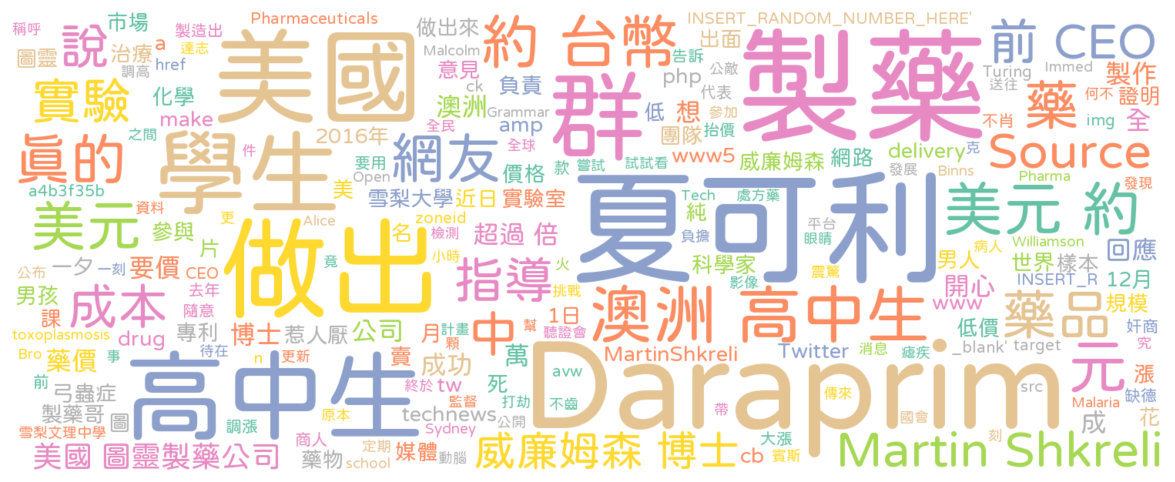 稱呼
圖靈
說
市場
治療
調高
a
製造出
達志
href
Pharmaceuticals
美國
做出來
Malcolm
意見
ck
約 台幣
INSERT_RANDOM_NUMBER_HERE'
出面
告訴
公敵
php
代表
製藥
前 CEO
Turing
送往
Immed
製作
何不
證明
實驗
化學
make
之間
澳洲
負責
Grammar
amp
全民
全球
群
低
想
參加
團隊
抬價
藥
不肖
img
全
眞的
a4b3f35b
資料
學生
2016年
件
要用
Open
美
網友
價格
款
嘗試
試試看
www5
威廉姆森
網路
delivery
克
發展
Binns
Source
Pharma
發現
雪梨大學
近日
實驗室
夏可利
Tech
處方藥
純
負擔
平台
眼睛
科學家
影像
震驚
美元 約
病人
Williamson
男人
世界
樣本
回應
美元
參與
片
更
Alice
名
zoneid
檢測
超過 倍
做出
竟
小時
指導
火
挑戰
公布
一夕
一刻
要價
CEO
去年
隨意
男孩
課
成本
澳洲 高中生
開心
www
INSERT_R
12月
藥品
規模
toxoplasmosis
drug
專利
博士
惹人厭
公司
月
計畫
顆
幫
中
1日
聽證會
低價
_blank'
target
奸商
究
Bro
藥價
事
待在
n
更新
賣
成功
萬
MartinShkreli
Twitter
消息
瘧疾
元
漲
前
弓蟲症
高中生
終於
tw
監督
死
打劫
avw
不齒
Daraprim
傳來
src
Malaria
缺德
製藥哥
圖
調漲
原本
technews
公開
Sydney
帶
國會
成
花
雪梨文理中學
商人
定期
媒體
動腦
大漲
刻
美國 圖靈製藥公司
藥物
school
威廉姆森 博士
cb
賓斯
Martin Shkreli